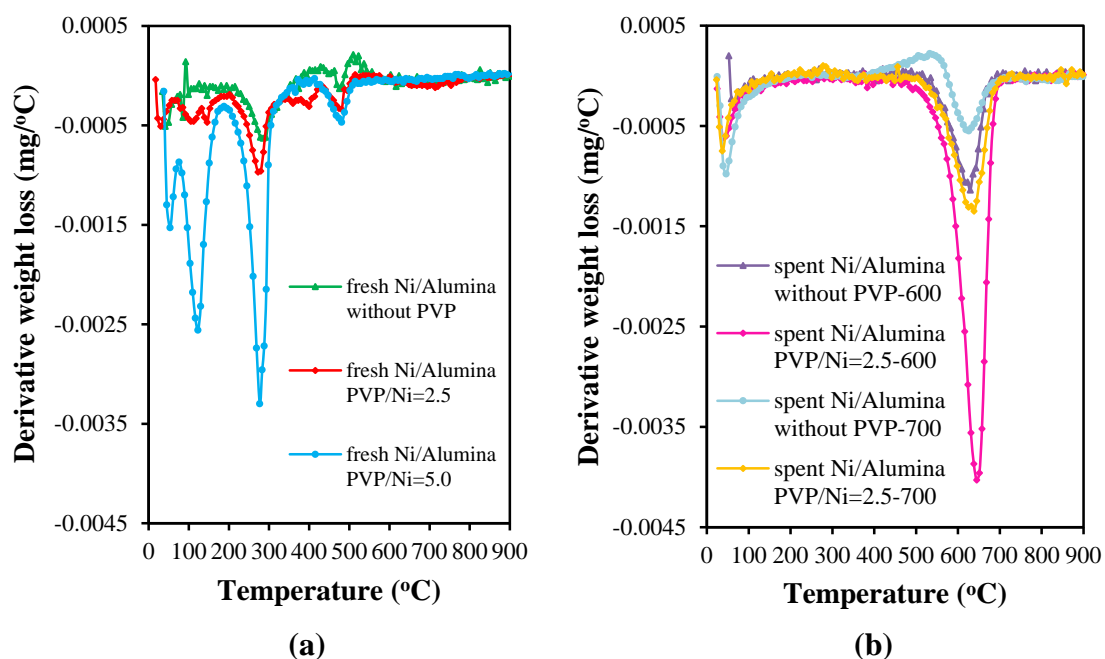 0.0005
-0.0005
-0.0015
-0.0025
-0.0035
-0.0045
0 100 200 300 400 500 600 700 800 900
Derivative weight loss (mg/°C)
Temperature (°C)
fresh Ni/Alumina
without PVP
fresh Ni/Alumina
PVP/Ni=2.5
fresh Ni/Alumina
PVP/Ni=5.0
(a)
0.0005
-0.0005
-0.0015
-0.0025
-0.0035
-0.0045
0 100 200 300 400 500 600 700 800 900
Derivative weight loss (mg/°C)
Temperature (°C)
spent Ni/Alumina
without PVP-600
spent Ni/Alumina
PVP/Ni=2.5-600
spent Ni/Alumina
without PVP-700
spent Ni/Alumina
PVP/Ni=2.5-700
(b)